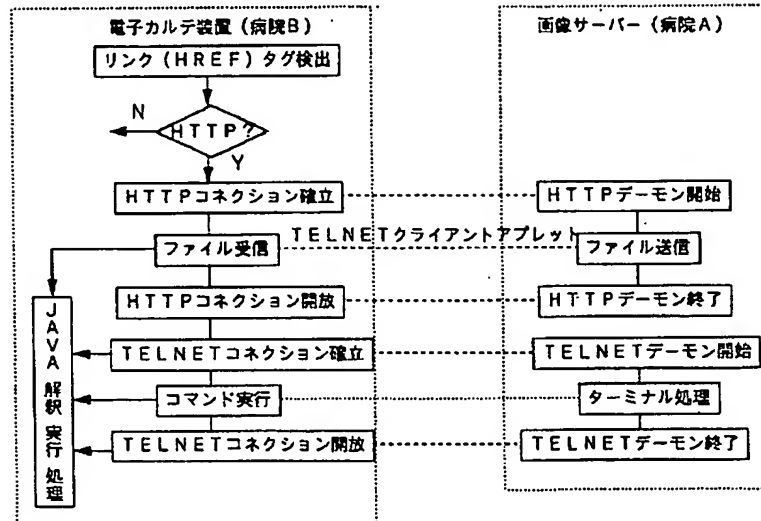 電子カルテ装置(病院B)
リンク(HREF)タグ検出
N
HTTP?
Y
HTTPコネクション確立
ファイル受信
HTTPコネクション開放
TELNETコネクション確立
コマンド実行
TELNETコネクション開放
JAVA解釈実行処理
TELNETクライアントアプレット
画像サーバー(病院A)
HTTPデーモン開始
ファイル送信
HTTPデーモン終了
TELNETデーモン開始
ターミナル処理
TELNETデーモン終了